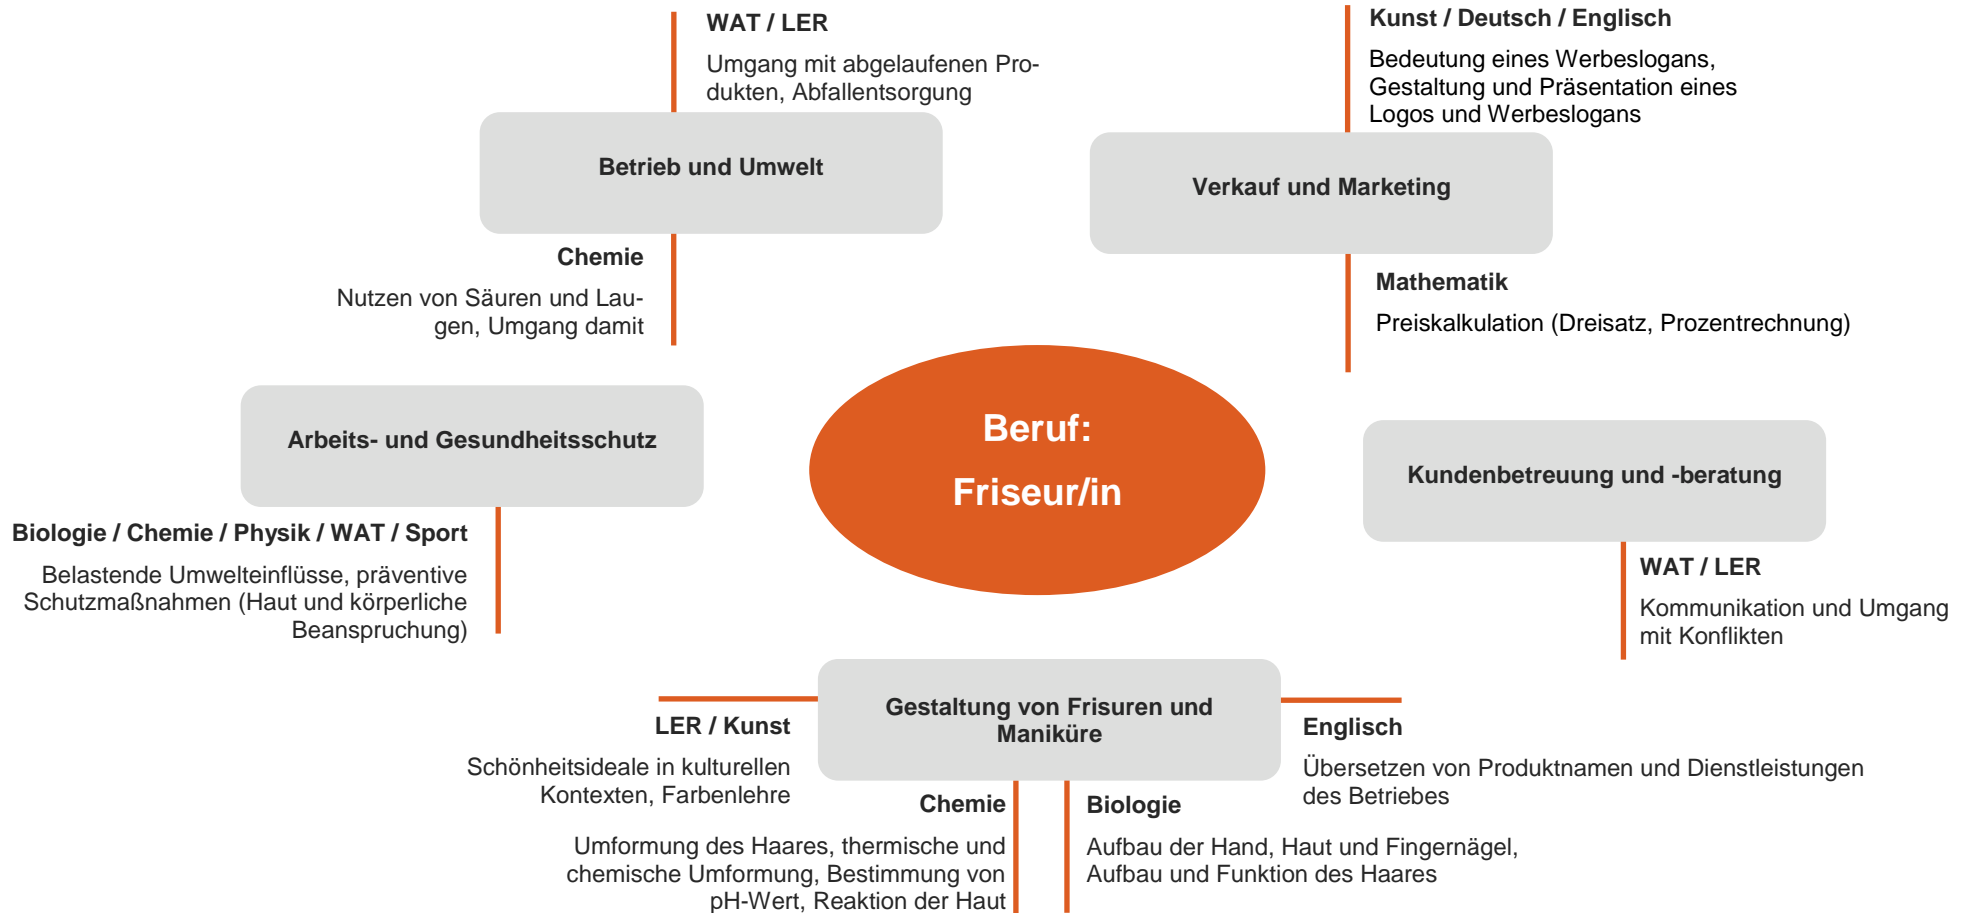 WAT / LER
Umgang mit abgelaufenen Pro-
dukten, Abfallentsorgung
Betrieb und Umwelt
Chemie
Nutzen von Säuren und Lau-
gen, Umgang damit
Kunst / Deutsch / Englisch
Bedeutung eines Werbeslogans,
Gestaltung und Präsentation eines
Logos und Werbeslogans
Verkauf und Marketing
Mathematik
Preiskalkulation (Dreisatz, Prozentrechnung)
Arbeits- und Gesundheitsschutz
Biologie / Chemie / Physik / WAT / Sport
Belastende Umwelteinflüsse, präventive
Schutzmaßnahmen (Haut und körperliche
Beanspruchung)
Beruf:
Friseur/in
Kundenbetreuung und -beratung
WAT / LER
Kommunikation und Umgang
mit Konflikten
Gestaltung von Frisuren und
Maniküre
LER / Kunst
Schönheitsideale in kulturellen
Kontexten, Farbenlehre
Chemie
Umformung des Haares, thermische und
chemische Umformung, Bestimmung von
pH-Wert, Reaktion der Haut
Biologie
Aufbau der Hand, Haut und Fingernägel,
Aufbau und Funktion des Haares
Englisch
Übersetzen von Produktnamen und Dienstleistungen
des Betriebes